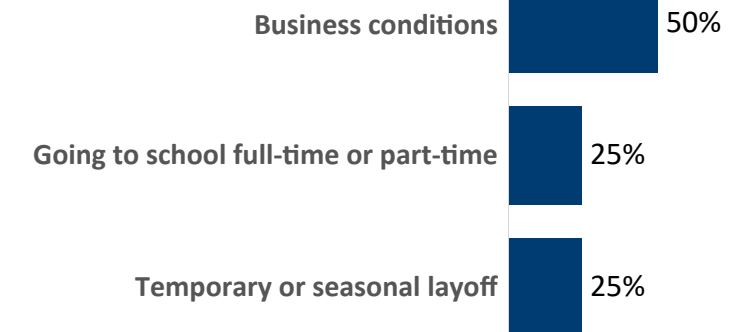 Business conditions 50%
Going to school full-time or part-time 25%
Temporary or seasonal layoff 25%